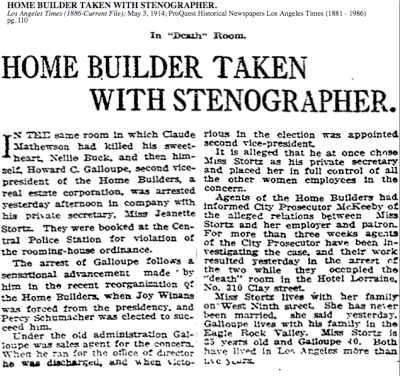 HOME BUILDER TAKEN WITH STENOGRAPHER.
Los Angeles Times (1886-Current File); May 3, 1914; ProQuest Historical Newspapers Los Angeles Times (1881 - 1986)
pg. I10
In "Death" Room.
HOME BUILDER TAKEN
WITH STENOGRAPHER.
IN THE same room in which Claude
Mathewson had killed his sweet-
heart, Nellie Buck, and then him-
self, Howard C. Galloupe, second vice-
president of the Home Builders, a
real estate corporation, was arrested
yesterday afternoon in company with
his private secretary, Miss Jeanette
Stortz. They were booked at the Cen-
tral Police Station for violation of
the rooming-house ordinance.
The arrest of Galloupe follows a
sensational advancement made by
him in the recent reorganization of
the Home Builders, when Joy Winans
was forced from the presidency, and
Percy Schumacher was elected to suc-
ceed him.
Under the old administration Gal-
loupe was sales agent for the concern.
When he ran for the office of director
he was discharged, and when victo-
rious in the election was appointed
second vice-president.
It is alleged that he at once chose
Miss Stortz as his private secretary
and placed her in full control of all
the other women employees in the
concern.
Agents of the Home Builders had
informed City Prosecutor McKeeby of
the alleged relations between Miss
Stortz and her employer and patron.
For more than three weeks agents
of the City Prosecutor have been in-
vestigating the case, and their work
resulted yesterday in the arrest of
the two while they occupied the
"death" room in the Hotel Lorraine,
No. 310 Clay street.
Miss Stortz lives with her family
on West Ninth street. She has never
been married, she said yesterday.
Galloupe lives with his family in the
Eagle Rock Valley. Miss Stortz is
years old and Galloupe 40. Both
have lived in Los Angeles more than
five years.